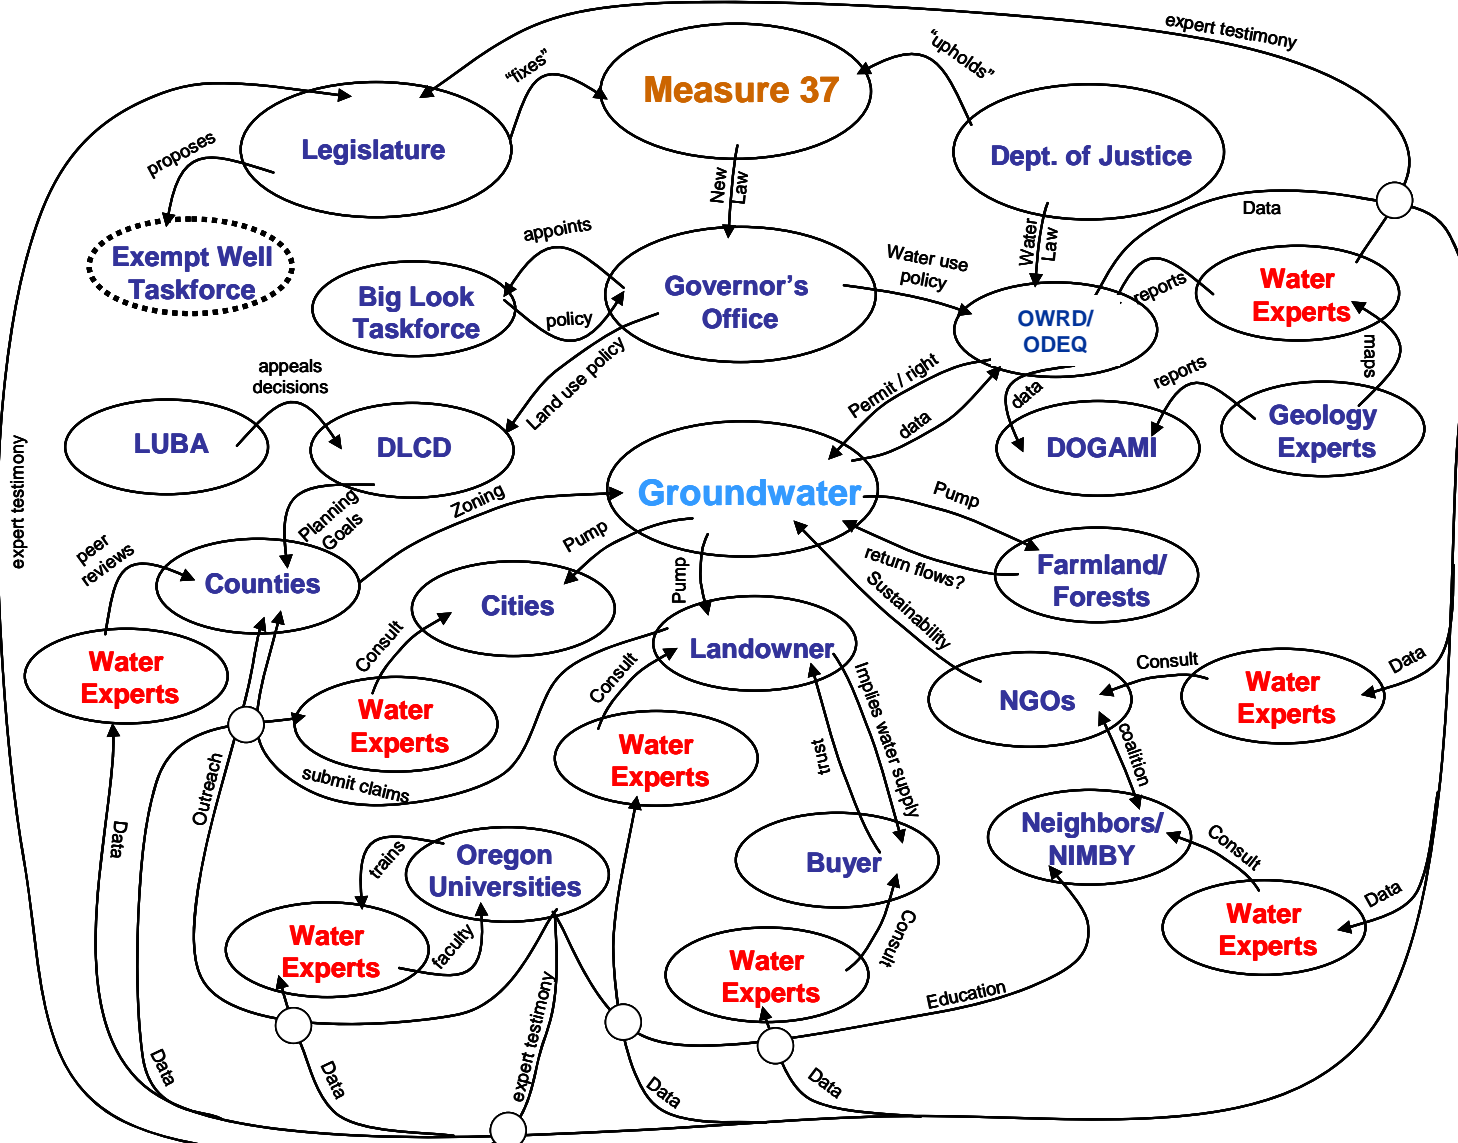 expert testimony
"fixes"
Measure 37
"upholds"
Legislature
Dept. of Justice
proposes
New
Law
Water
Law
Data
Exempt Well
Taskforce
appoints
Big Look
Taskforce
policy
Governor's
Office
Water use
policy
OWRD/
ODEQ
reports
Water
Experts
maps
Land use policy
appeals
decisions
LUBA
DLCD
Permit / right
data
data
DOGAMI
reports
Geology
Experts
expert testimony
Planning
Goals
Zoning
Groundwater
Pump
Pump
Pump
return flows?
Farmland/
Forests
Sustainability
peer
reviews
Counties
Cities
Consult
Landowner
Consult
Water
Experts
Water
Experts
Water
Experts
NGOs
Consult
Water
Experts
Data
Implies water supply
trust
coalition
submit claims
Outreach
Data
Oregon
Universities
trains
Water
Experts
faculty
Buyer
Neighbors/
NIMBY
Consult
Water
Experts
Data
Water
Experts
Consult
Education
expert testimony
Data
Data
Data
Data